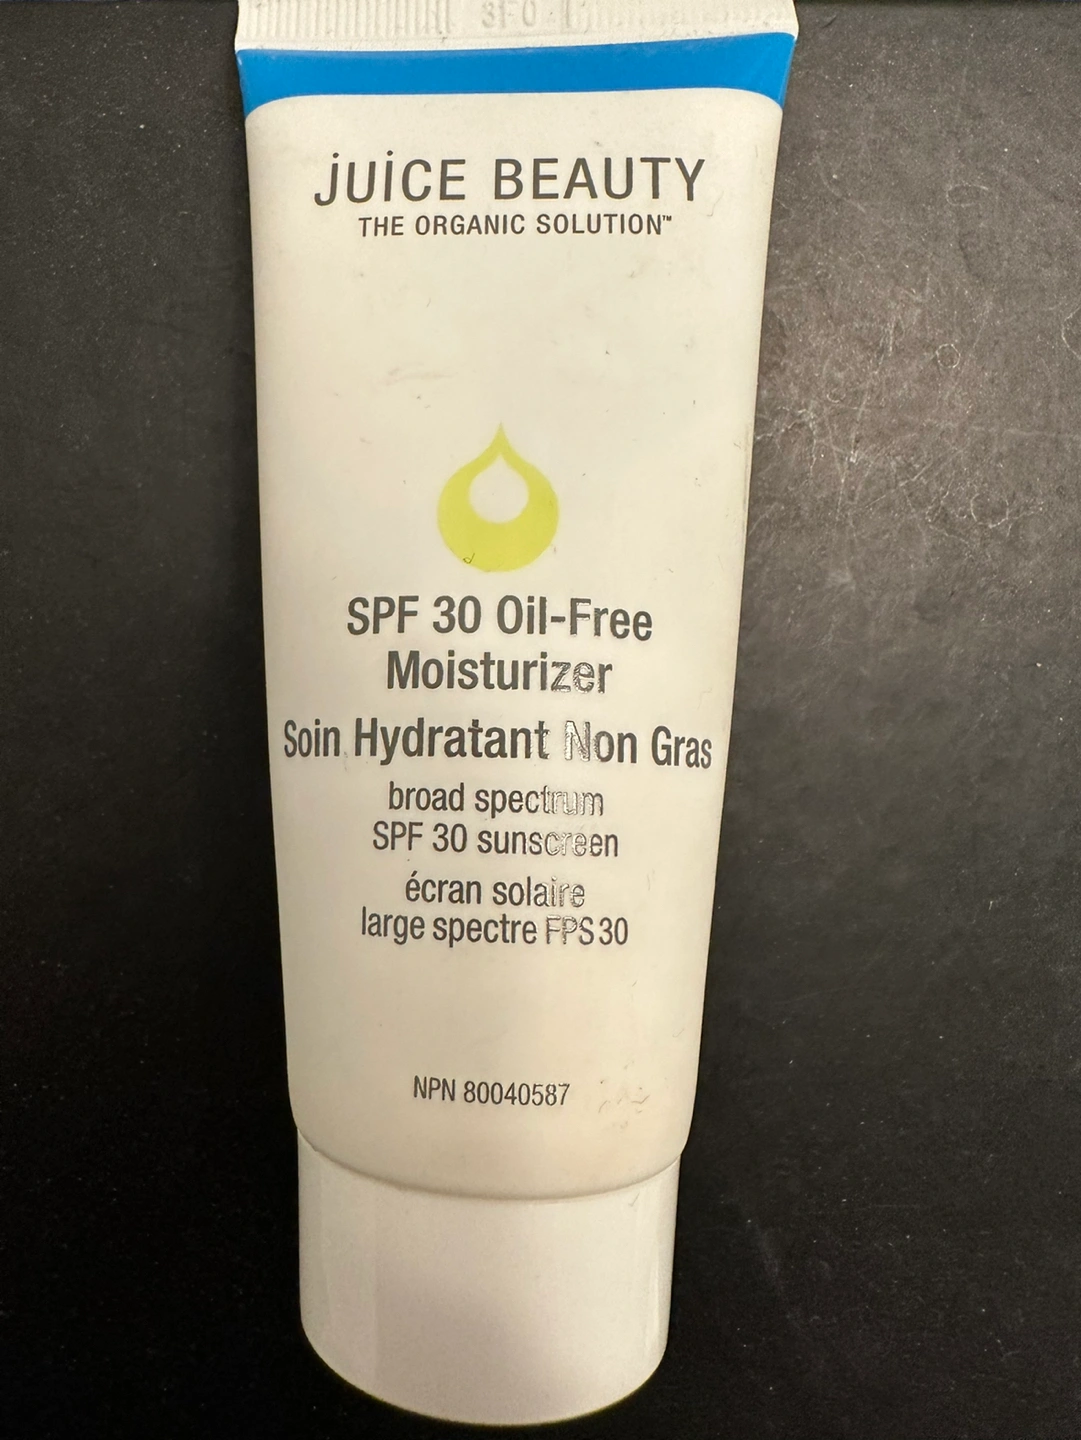 juice BEAUTY
THE ORGANIC SOLUTION™
SPF 30 Oil-Free
Moisturizer
Soin Hydratant Non Gras
broad spectrum
SPF 30 sunscreen
écran solaire
large spectre FPS 30
NPN 80040587